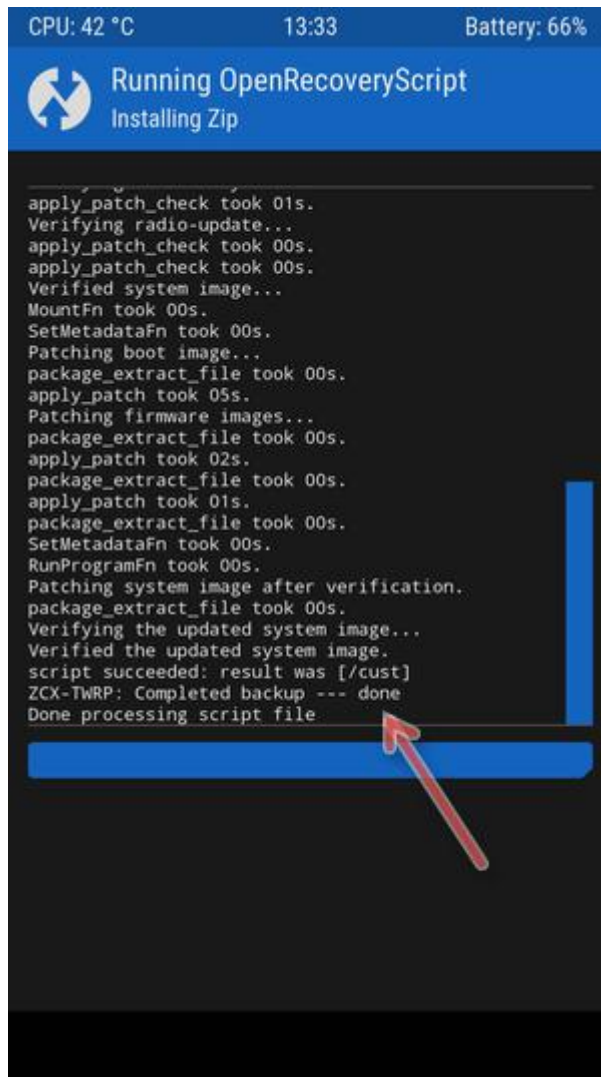 CPU: 42 °C 13:33 Battery: 66%
Running OpenRecoveryScript
Installing Zip
apply_patch_check took 01s.
Verifying radio-update...
apply_patch_check took 00s.
apply_patch_check took 00s.
Verified system image...
MountFn took 00s.
SetMetadataFn took 00s.
Patching boot image...
package_extract_file took 00s.
apply_patch took 05s.
Patching firmware images...
package_extract_file took 00s.
apply_patch took 02s.
package_extract_file took 00s.
apply_patch took 01s.
package_extract_file took 00s.
SetMetadataFn took 00s.
RunProgramFn took 00s.
Patching system image after verification.
package_extract_file took 00s.
Verifying the updated system image...
Verified the updated system image.
script succeeded: result was [/cust]
ZCX-TWRP: Completed backup --- done
Done processing script file